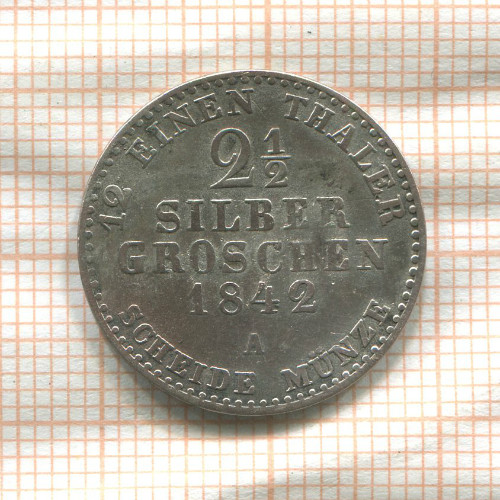 12 EINEN THALER
2 1/2
SILBER
GROSCHEN
1842
A
SCHEIDE MÜNZE